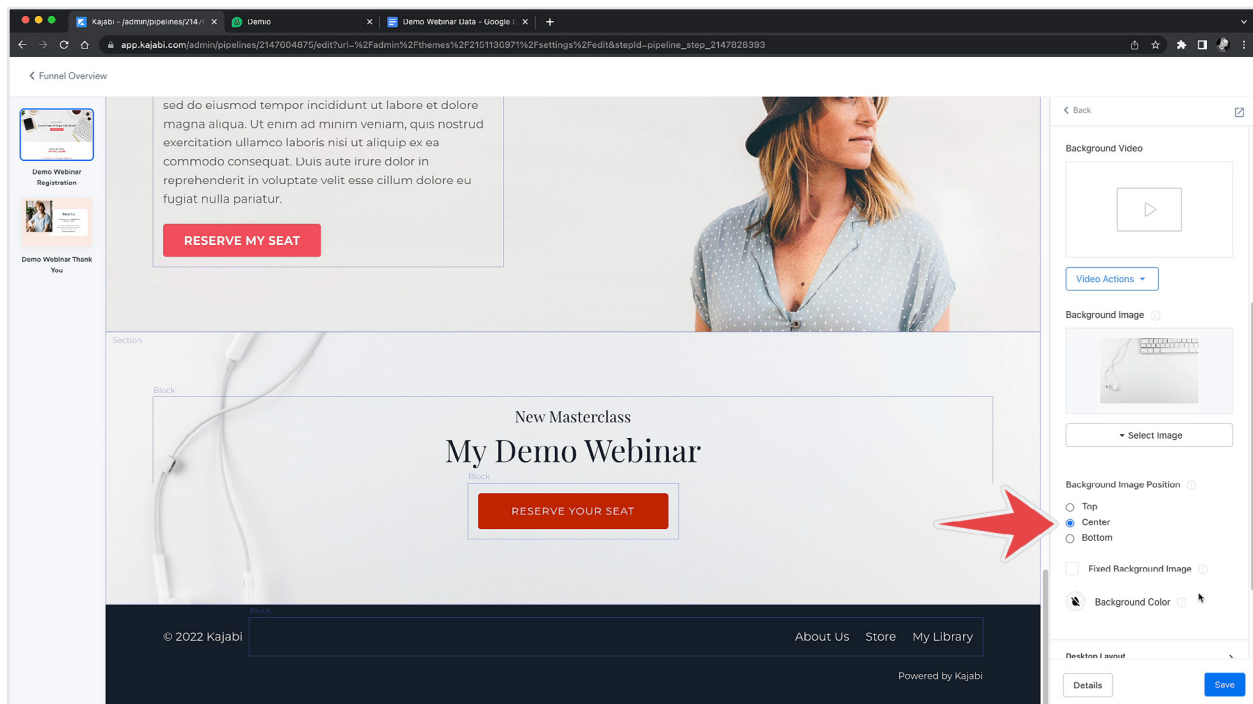 Kajabi - /admin/pipelines/214
Demio
Demo Webinar Data - Google
app.kajabi.com/admin/pipelines/2147604875/edit?url=%2Fadmin%2Fthemes%2F2151130971%2Fsettings%2Fedit&stepId=pipeline_step_2147828393
Funnel Overview
Demo Webinar
Registration
Demo Webinar Thank
You
sed do eiusmod tempor incididunt ut labore et dolore
magna aliqua. Ut enim ad minim veniam, quis nostrud
exercitation ullamco laboris nisi ut aliquip ex ea
commodo consequat. Duis aute irure dolor in
reprehenderit in voluptate velit esse cillum dolore eu
fugiat nulla pariatur.
RESERVE MY SEAT
Section
Block
New Masterclass
My Demo Webinar
Block
RESERVE YOUR SEAT
Block
© 2022 Kajabi
About Us Store My Library
Powered by Kajabi
Back
Background Video
Video Actions
Background Image
Select Image
Background Image Position
Top
Center
Bottom
Fixed Background Image
Background Color
Desktop Layout
Details
Save